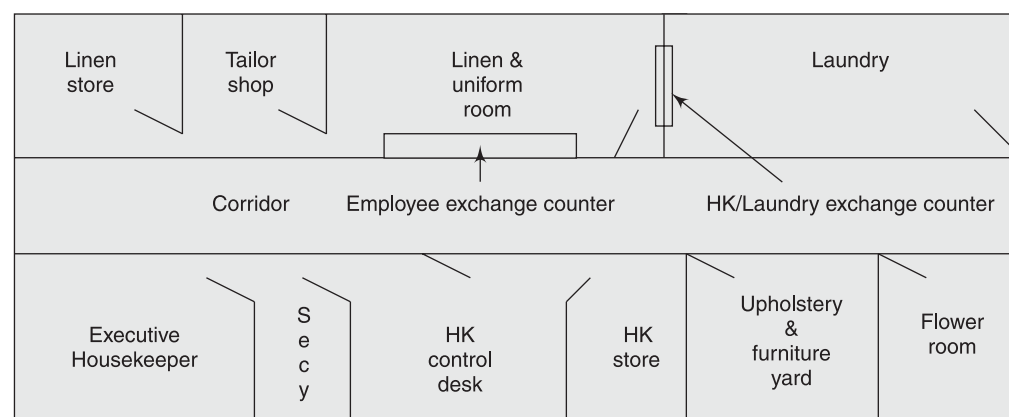 Linen
store
Tailor
shop
Linen &
uniform
room
Laundry
Corridor
Employee exchange counter
HK/Laundry exchange counter
Executive
Housekeeper
S
e
c
y
HK
control
desk
HK
store
Upholstery
&
furniture
yard
Flower
room